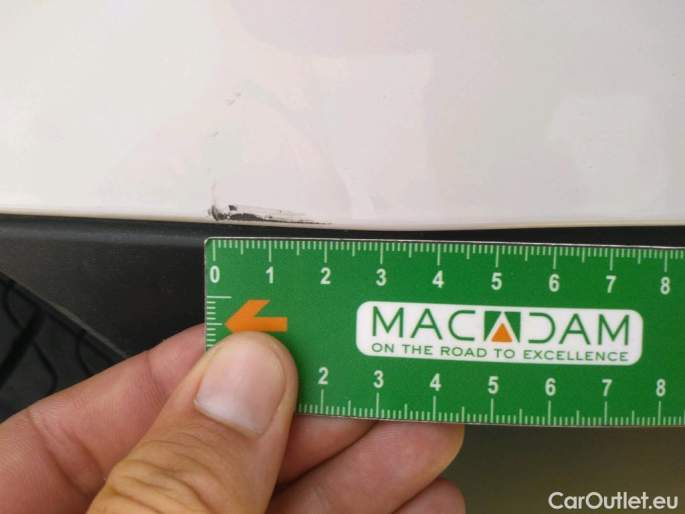 0 1 2 3 4 5 6 7 8
MACADAM
ON THE ROAD TO EXCELLENCE
2 3 4 5 6 7 8
CarOutlet.eu